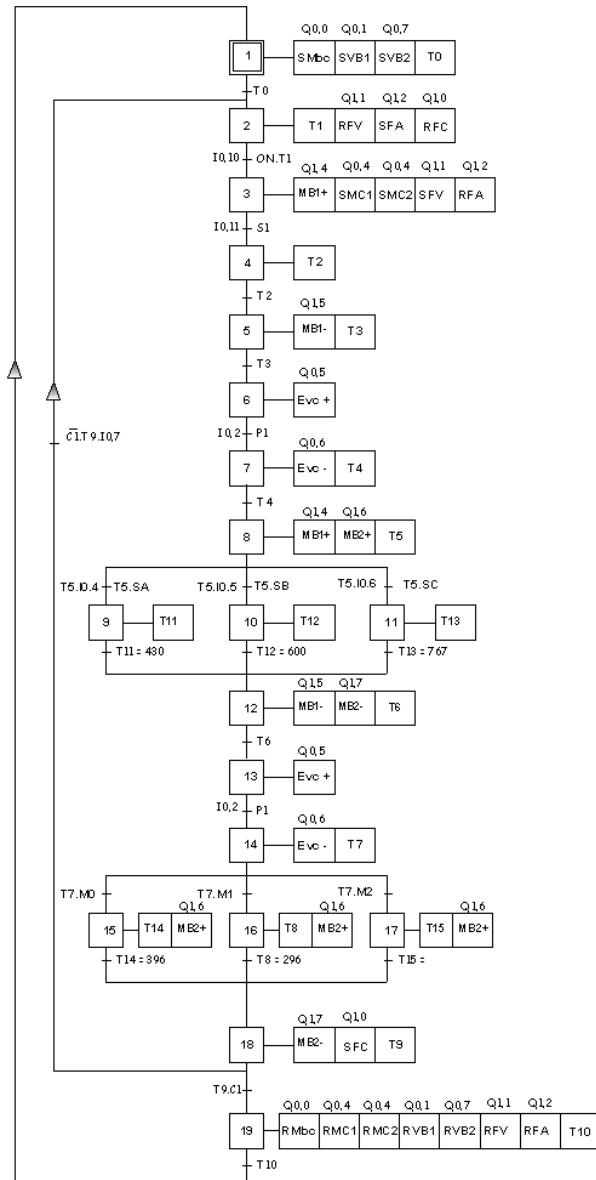 Q0,0 Q0,1 Q0,7
1 SMbc SVB1 SVB2 T0
T0
Q1,1 Q1,2 Q1,0
2 T1 RFV SFA RFC
I0,10 ON.T1
Q1,4 Q0,4 Q0,4 Q1,1 Q1,2
3 MB1+ SMC1 SMC2 SFV RFA
I0,11 S1
4 T2
T2
Q1,5
5 MB1- T3
T3
Q0,5
6 Evc +
C1.T9.I0,7
I0,2 P1
Q0,6
7 Evc - T4
T4
Q1,4 Q1,6
8 MB1+ MB2+ T5
T5.I0.4 T5.SA T5.I0.5 T5.SB T5.I0.6 T5.SC
9 T11 10 T12 11 T13
T11 = 430 T12 = 600 T13 = 767
Q1,5 Q1,7
12 MB1- MB2- T6
T6
Q0,5
13 Evc +
I0,2 P1
Q0,6
14 Evc - T7
T7.M0 T7.M1 T7.M2
Q1,6 Q1,6 Q1,6
15 T14 MB2+ 16 T8 MB2+ 17 T15 MB2+
T14 = 396 T8 = 296 T15 =
Q1,7 Q1,0
18 MB2- SFC T9
T9.C1
Q0,0 Q0,4 Q0,4 Q0,1 Q0,7 Q1,1 Q1,2
19 RMbc RMC1 RMC2 RVB1 RVB2 RFV RFA T10
T10